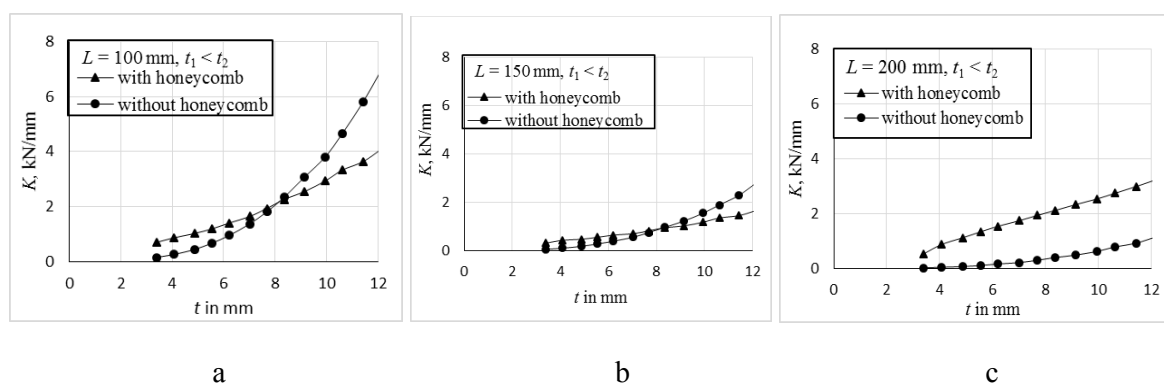 8
6
4
2
0
K, kN/mm
L = 100 mm, t₁ < t₂
with honeycomb
without honeycomb
0 2 4 6 8 10 12
t in mm
8
6
4
2
0
K, kN/mm
L = 150 mm, t₁ < t₂
with honeycomb
without honeycomb
0 2 4 6 8 10 12
t in mm
8
6
4
2
0
K, kN/mm
L = 200 mm, t₁ < t₂
with honeycomb
without honeycomb
0 2 4 6 8 10 12
t in mm
a b c